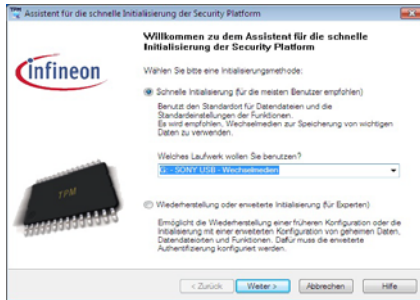 Assistent für die schnelle Initialisierung der Security Platform
Willkommen zu dem Assistent für die schnelle
Initialisierung der Security Platform
infineon
Wählen Sie bitte eine Initialisierungsmethode:
Schnelle Initialisierung (für die meisten Benutzer empfohlen)
Benutzt den Standardort für Datendateien und die
Standardeinstellungen der Funktionen.
Es wird empfohlen, Wechselmedien zur Speicherung von wichtigen
Daten zu verwenden.
Welches Laufwerk wollen Sie benutzen?
G: - SONY USB - Wechselmedien
TPM
Wiederherstellung oder erweiterte Initialisierung (für Experten)
Ermöglicht die Wiederherstellung einer früheren Konfiguration oder die
Initialisierung mit einer erweiterten Konfiguration von geheimen Daten,
Datendateiorten und Funktionen. Dafür muss die erweiterte
Authentifizierung konfiguriert werden.
< Zurück Weiter > Abbrechen Hilfe